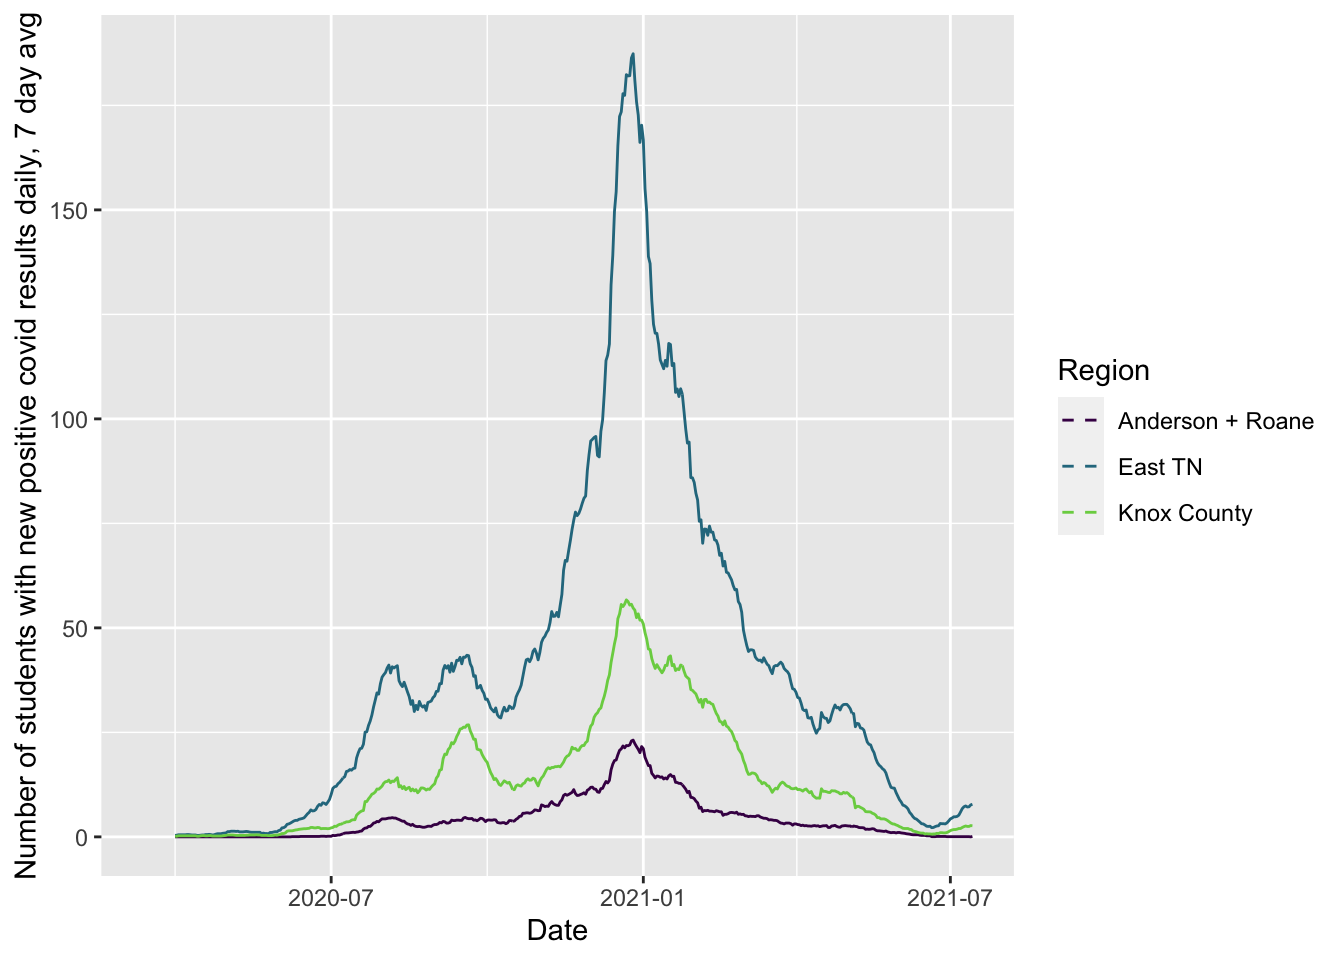 Number of students with new positive covid results daily, 7 day avg
150
100
50
0
2020-07
2021-01
2021-07
Date
Region
Anderson + Roane
East TN
Knox County